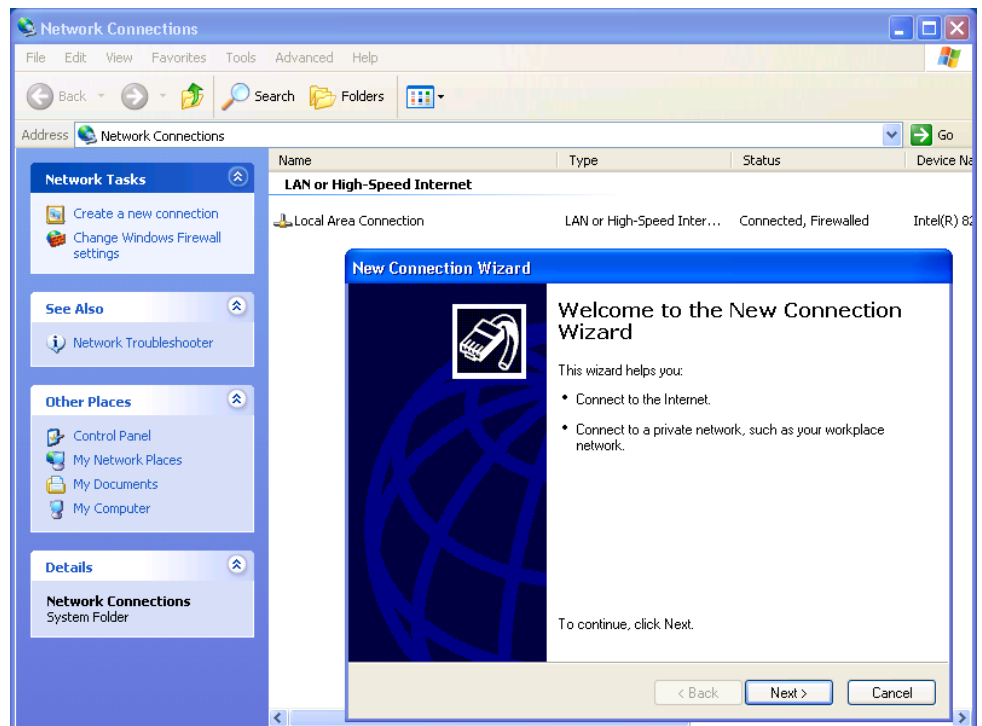 Network Connections
File Edit View Favorites Tools Advanced Help
Back Search Folders
Address Network Connections Go
Name Type Status Device Na
Network Tasks
Create a new connection
Change Windows Firewall
settings
See Also
Network Troubleshooter
Other Places
Control Panel
My Network Places
My Documents
My Computer
Details
Network Connections
System Folder
LAN or High-Speed Internet
Local Area Connection LAN or High-Speed Inter... Connected, Firewalled Intel(R) 82
New Connection Wizard
Welcome to the New Connection
Wizard
This wizard helps you:
• Connect to the Internet.
• Connect to a private network, such as your workplace
network.
To continue, click Next.
< Back Next > Cancel